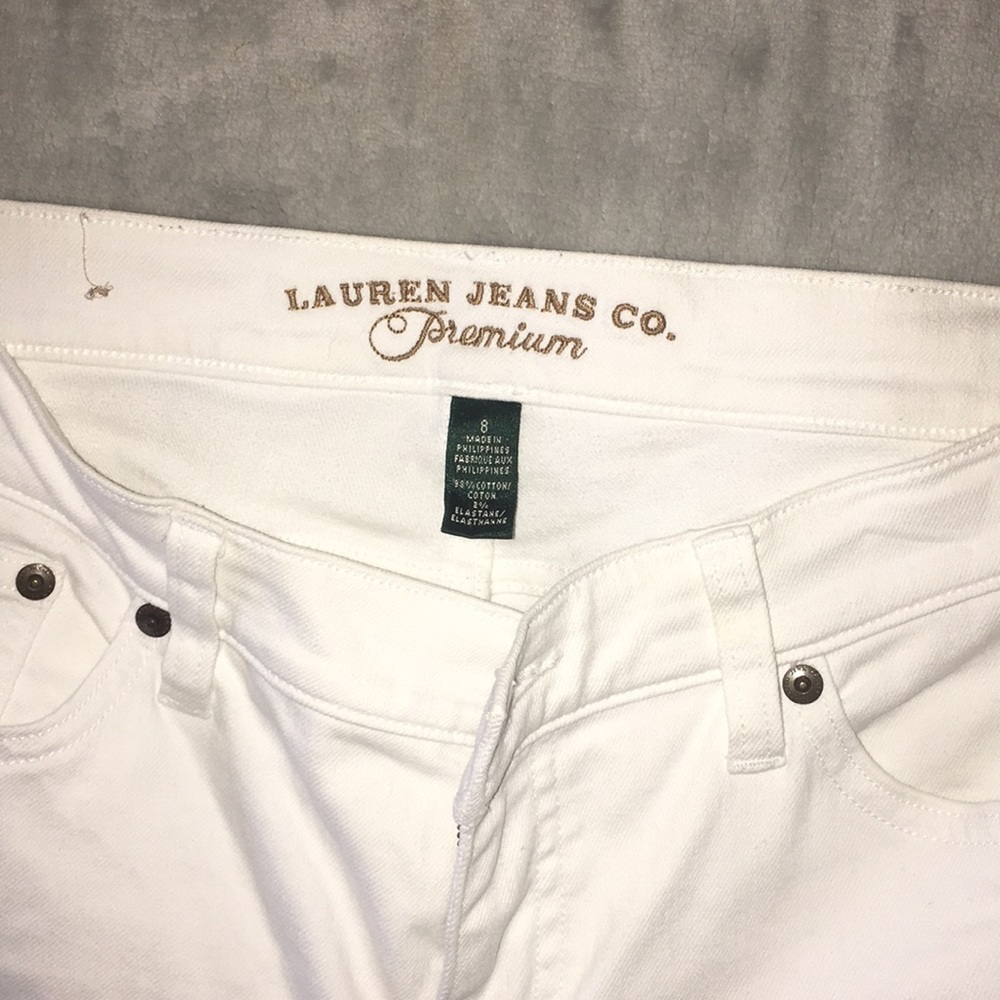 LAUREN JEANS CO.
Premium
8
MADE IN
PHILIPPINES
FABRIQUE AUX
PHILIPPINES
98% COTTON/
COTON
2%
ELASTANE/
ELASTHANNE